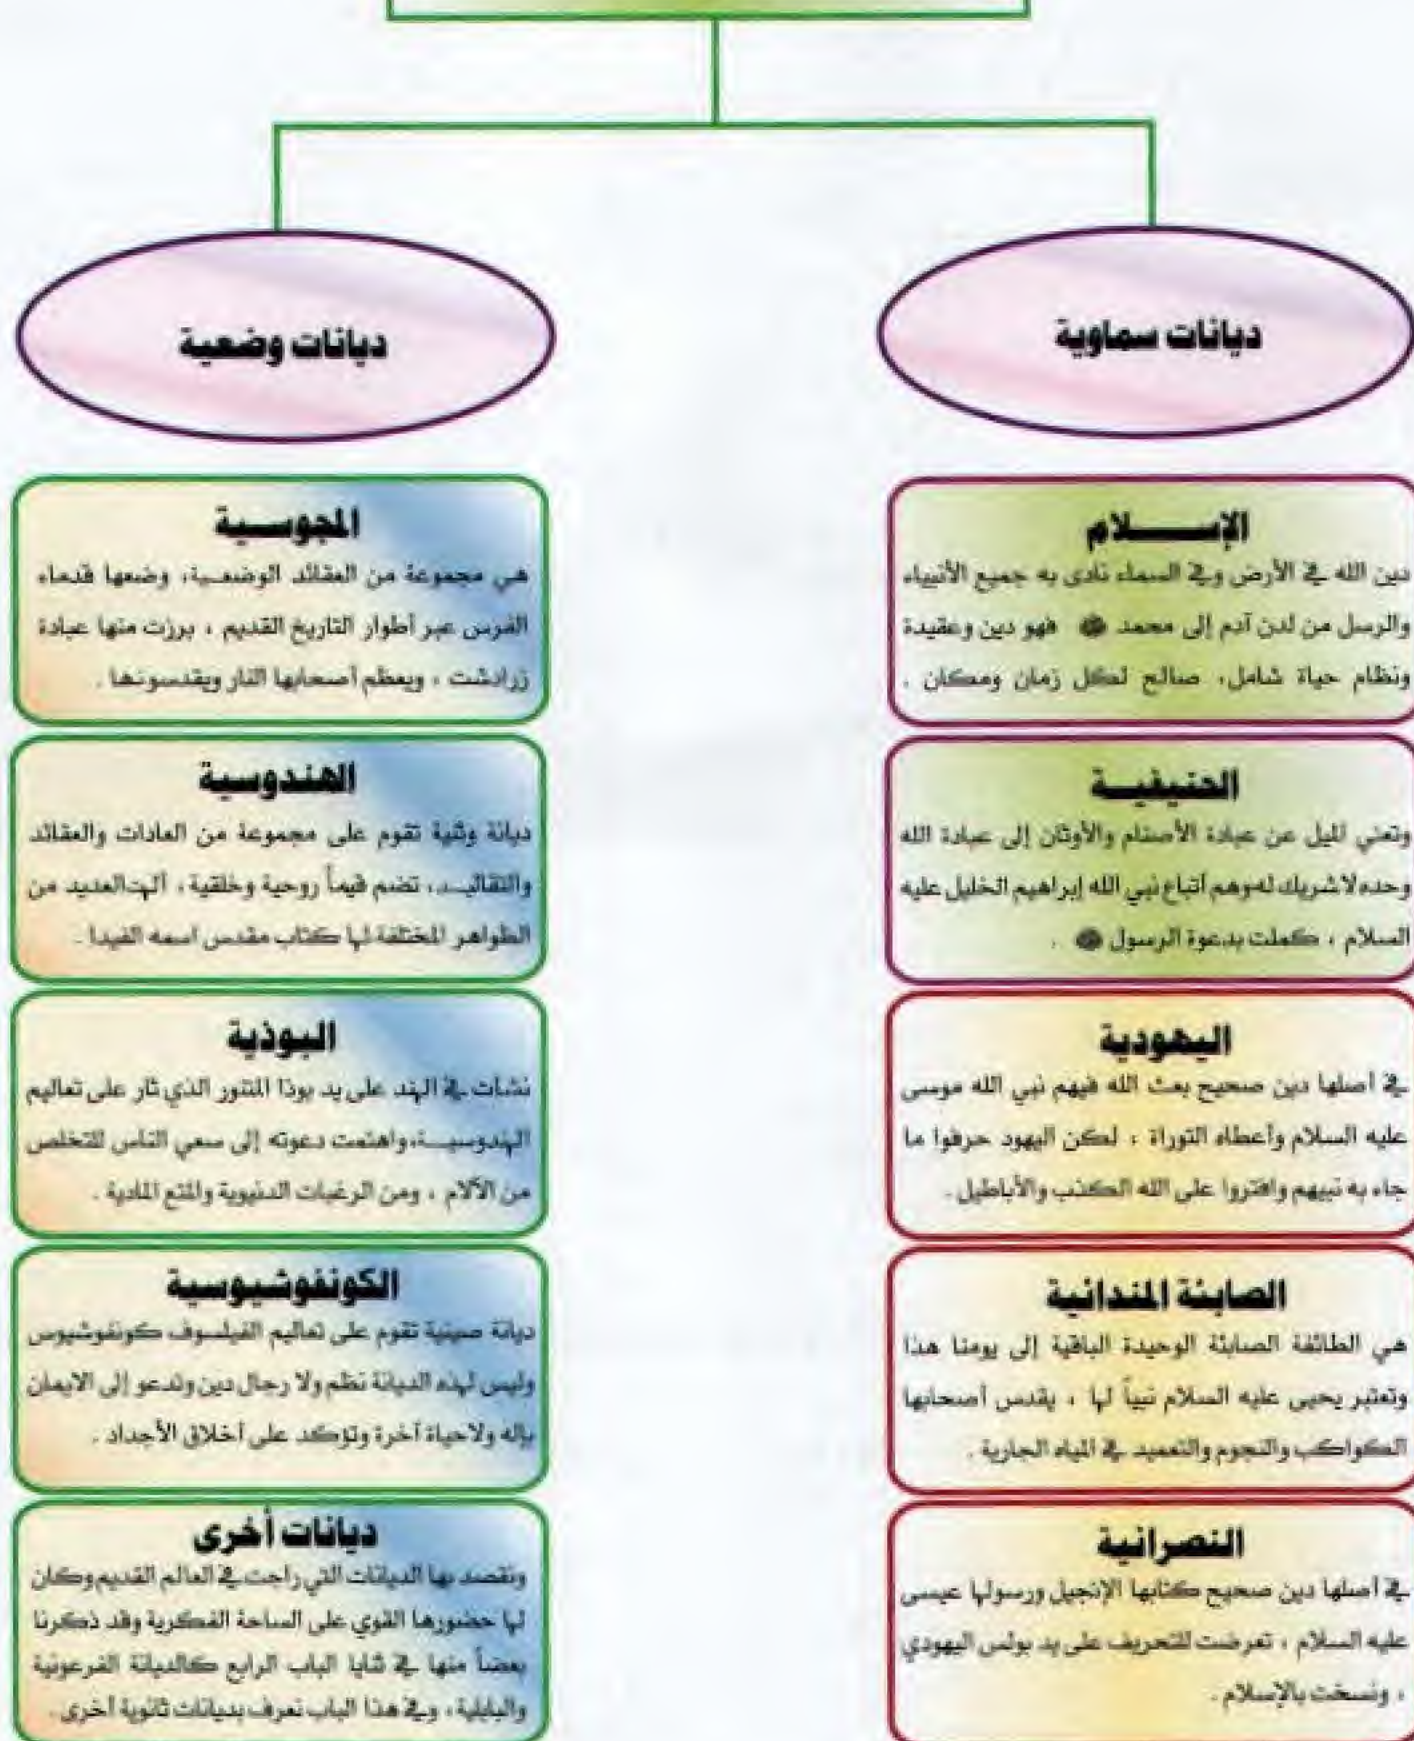 ديانات سماوية
الإســــلام
دين الله في الأرض وفي السماء نادى به جميع الأنبياء
والرسل من لدن آدم إلى محمد ﷺ فهو دين وعقيدة
ونظام حياة شامل، صالح لكل زمان ومكان .
الحنيفيــة
وتعني الميل عن عبادة الأصنام والأوثان إلى عبادة الله
وحده لا شريك له وهم أتباع نبي الله إبراهيم الخليل عليه
السلام ، كملت بدعوة الرسول ﷺ .
اليهودية
في أصلها دين صحيح بعث الله فيهم نبي الله موسى
عليه السلام وأعطاه التوراة ، لكن اليهود حرفوا ما
جاء به نبيهم وافتروا على الله الكذب والأباطيل .
الصابئة المندائية
هي الطائفة الصابئة الوحيدة الباقية إلى يومنا هذا
وتعتبر يحيى عليه السلام نبياً لها ، يقدس أصحابها
الكواكب والنجوم والتعميد في المياه الجارية .
النصرانية
في أصلها دين صحيح كتابها الإنجيل ورسولها عيسى
عليه السلام ، تعرضت للتحريف على يد بولس اليهودي
، ونسخت بالإسلام .
ديانات وضعية
المجوســـية
هي مجموعة من العقائد الوضعـية، وضعها قدماء
الفرس عبر أطوار التاريخ القديم ، برزت منها عبادة
زرادشت ، ويعظم أصحابها النار ويقدسونها .
الهندوسية
ديانة وثنية تقوم على مجموعة من العادات والعقائد
والتقاليـد، تضم قيماً روحية وخلقية ، ألهت العديد من
الظواهر المختلفة لها كتاب مقدس اسمه الفيدا .
البوذية
نشأت في الهند على يد بوذا المتنور الذي ثار على تعاليم
الهندوسيـــة، واهتمت دعوته إلى سعي الناس للتخلص
من الآلام ، ومن الرغبات الدنيوية والمتع المادية .
الكونفوشيوسية
ديانة صينية تقوم على تعاليم الفيلسوف كونفوشيوس
وليس لهذه الديانة نظم ولا رجال دين وتدعو إلى الايمان
بإله ولاحياة آخرة وتؤكد على أخلاق الأجداد .
ديانات أخرى
ونقصد بها الديانات التي راجت في العالم القديم وكان
لها حضورها القوي على الساحة الفكرية وقد ذكرنا
بعضاً منها في ثنايا الباب الرابع كالديانة الفرعونية
والبابلية ، وفي هذا الباب نعرف بديانات ثانوية أخرى .